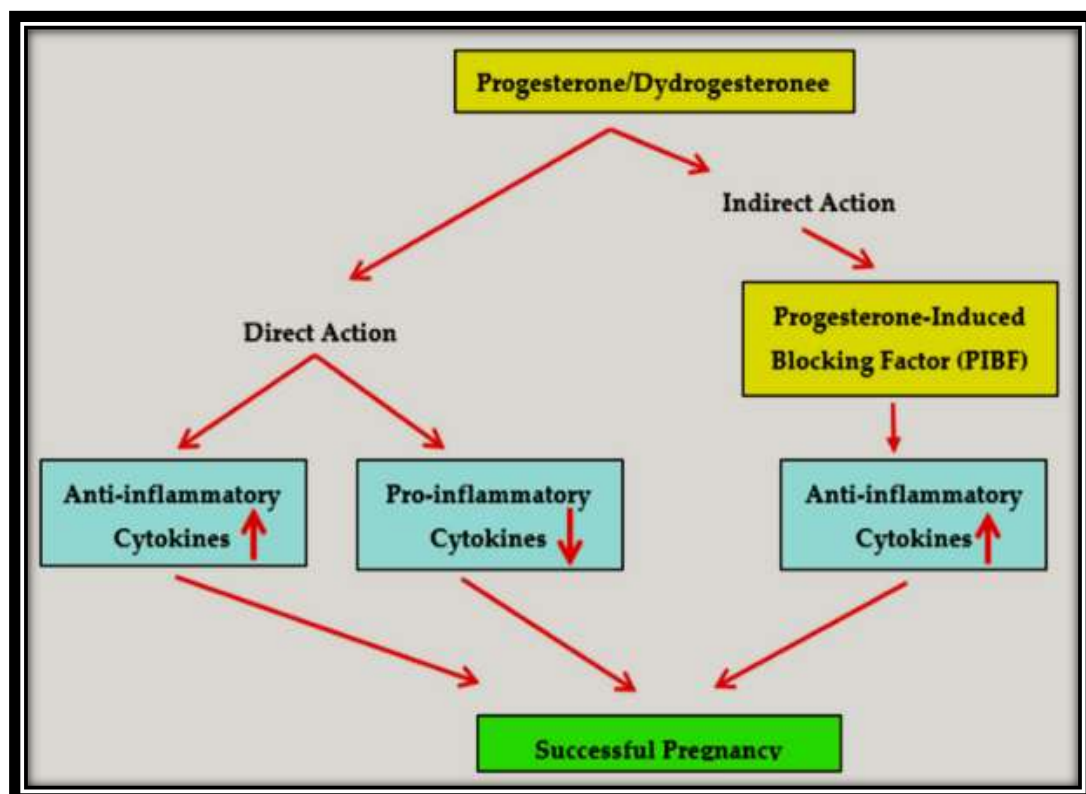 Progesterone/Dydrogesteronee
Indirect Action
Direct Action
Progesterone-Induced
Blocking Factor (PIBF)
Anti-inflammatory
Cytokines
Pro-inflammatory
Cytokines
Anti-inflammatory
Cytokines
Successful Pregnancy